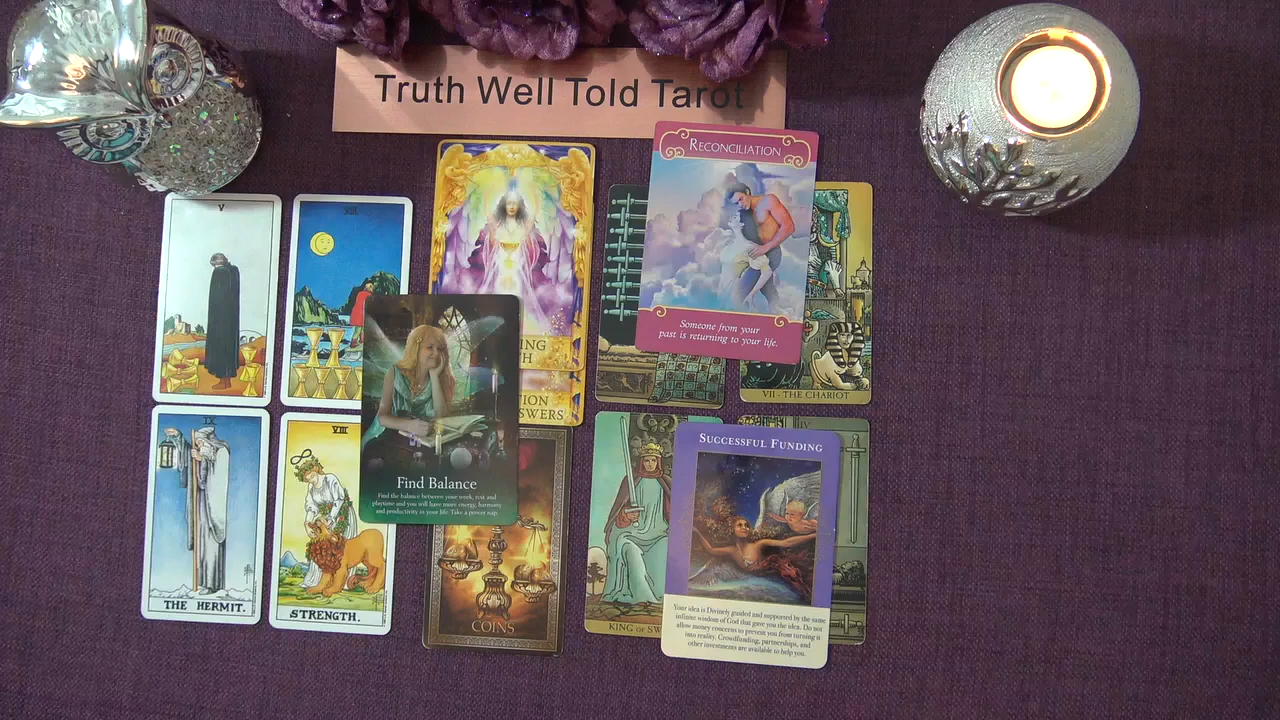 Truth Well Told Tarot
RECONCILIATION
Someone from your
past is returning to your life.
V
VII - THE CHARIOT
ING
TH
TION
SWERS
IX
THE HERMIT.
VIII
STRENGTH.
Find Balance
Find the balance between your work, rest and
playtime and you will have more energy, harmony
and productivity in your life. Take a power nap.
COINS
KING OF SW
IV
SUCCESSFUL FUNDING
Your idea is Divinely guided and supported by the same
infinite wisdom of God that gave you the idea. Do not
allow money concerns to prevent you from turning it
into reality. Crowdfunding, partnerships, and
other investments are available to help you.